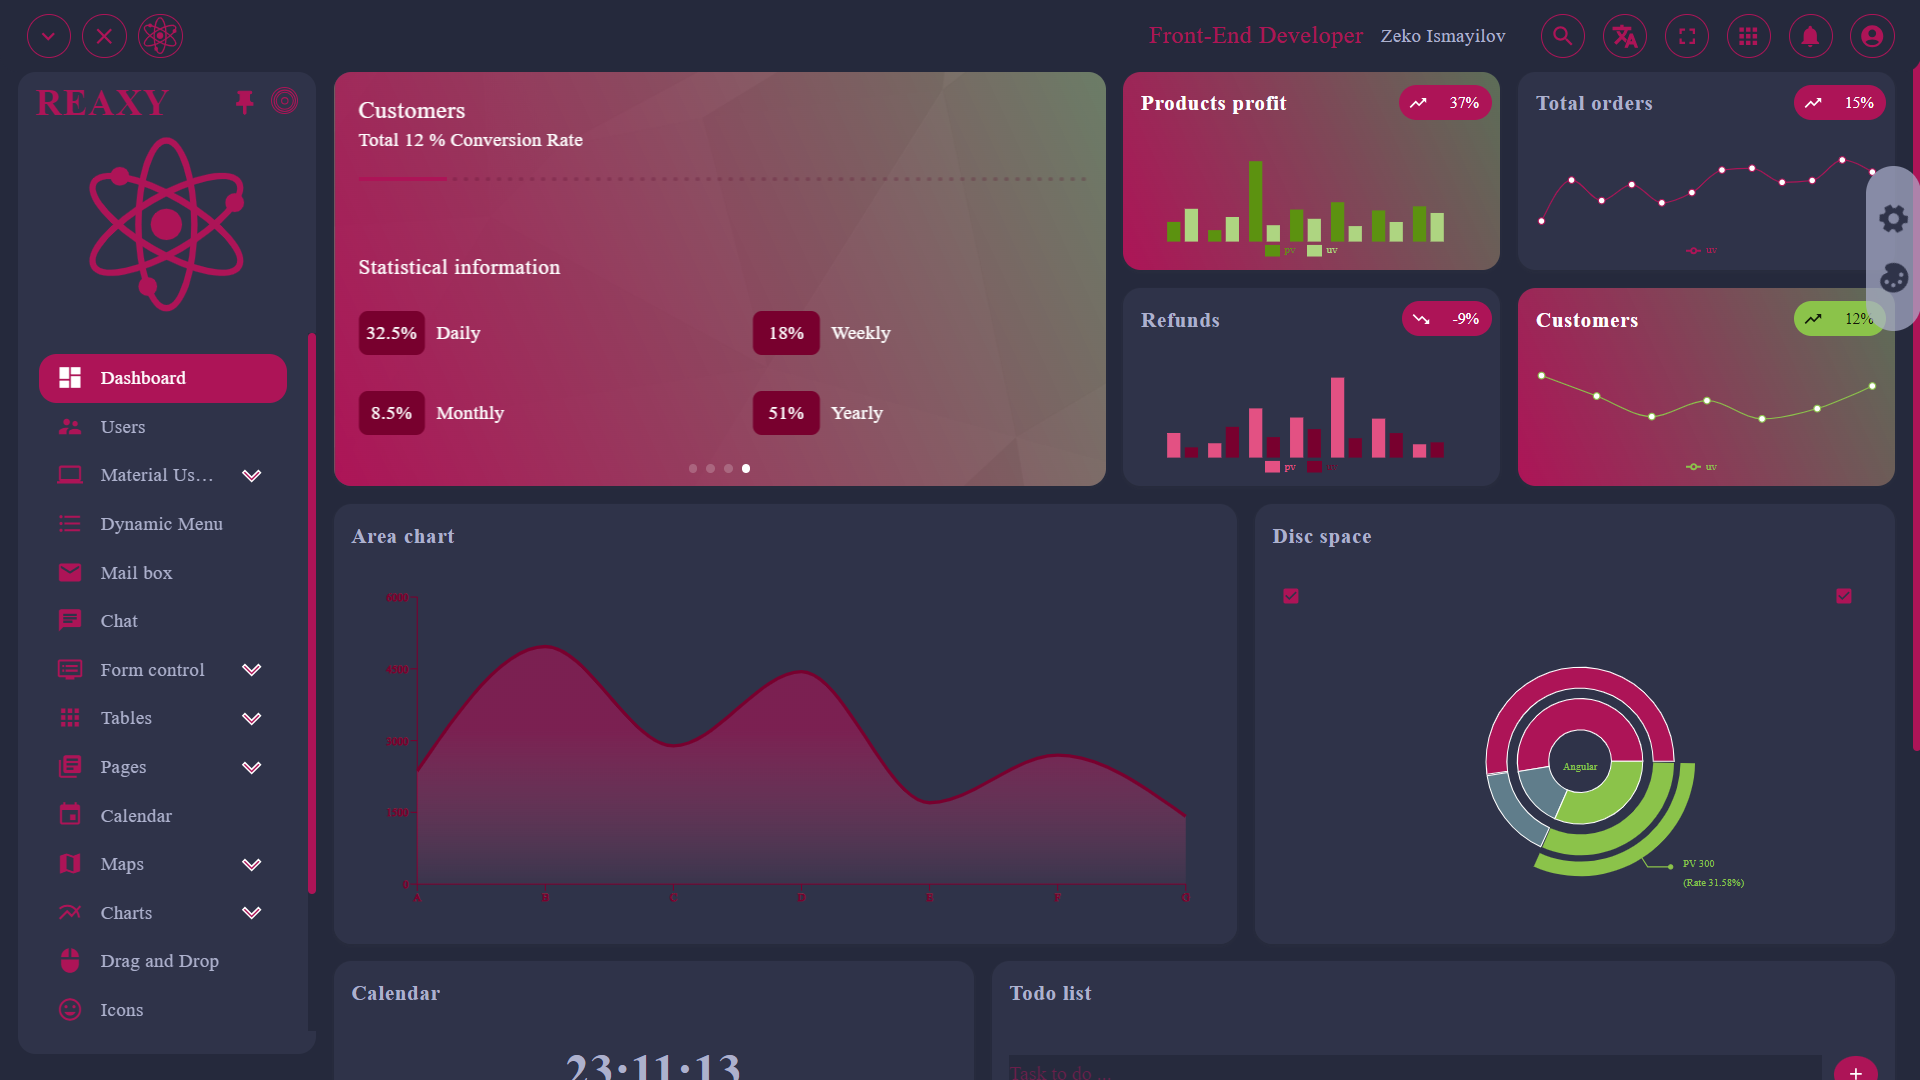 Front-End Developer Zeko Ismayilov
REAXY
Dashboard
Users
Material Us...
Dynamic Menu
Mail box
Chat
Form control
Tables
Pages
Calendar
Maps
Charts
Drag and Drop
Icons
Customers
Total 12 % Conversion Rate
Statistical information
32.5% Daily
18% Weekly
8.5% Monthly
51% Yearly
Products profit
37%
pv uv
Total orders
15%
uv
Refunds
-9%
pv
Customers
12%
uv
Area chart
6000
4500
3000
1500
0
A B C D E F G
Disc space
Angular
PV 300
(Rate 31.58%)
Calendar
23:11:13
Todo list
Task to do ...